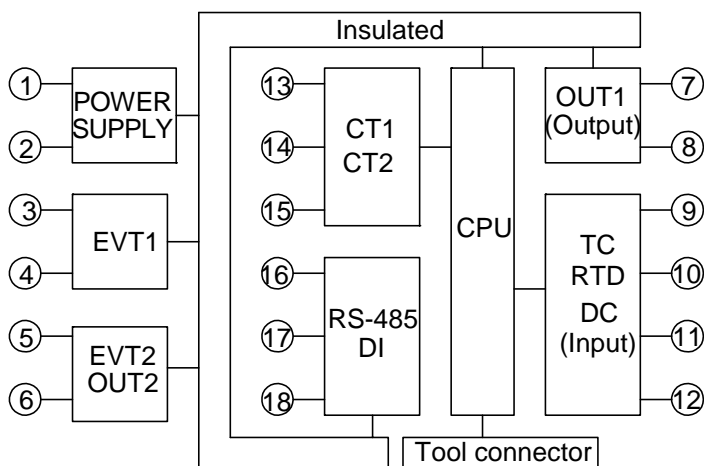 Insulated
1
POWER
SUPPLY
2
3
EVT1
4
5
EVT2
OUT2
6
13
CT1
14
CT2
15
16
RS-485
17
DI
18
CPU
7
OUT1
(Output)
8
9
TC
RTD
10
DC
11
(Input)
12
Tool connector